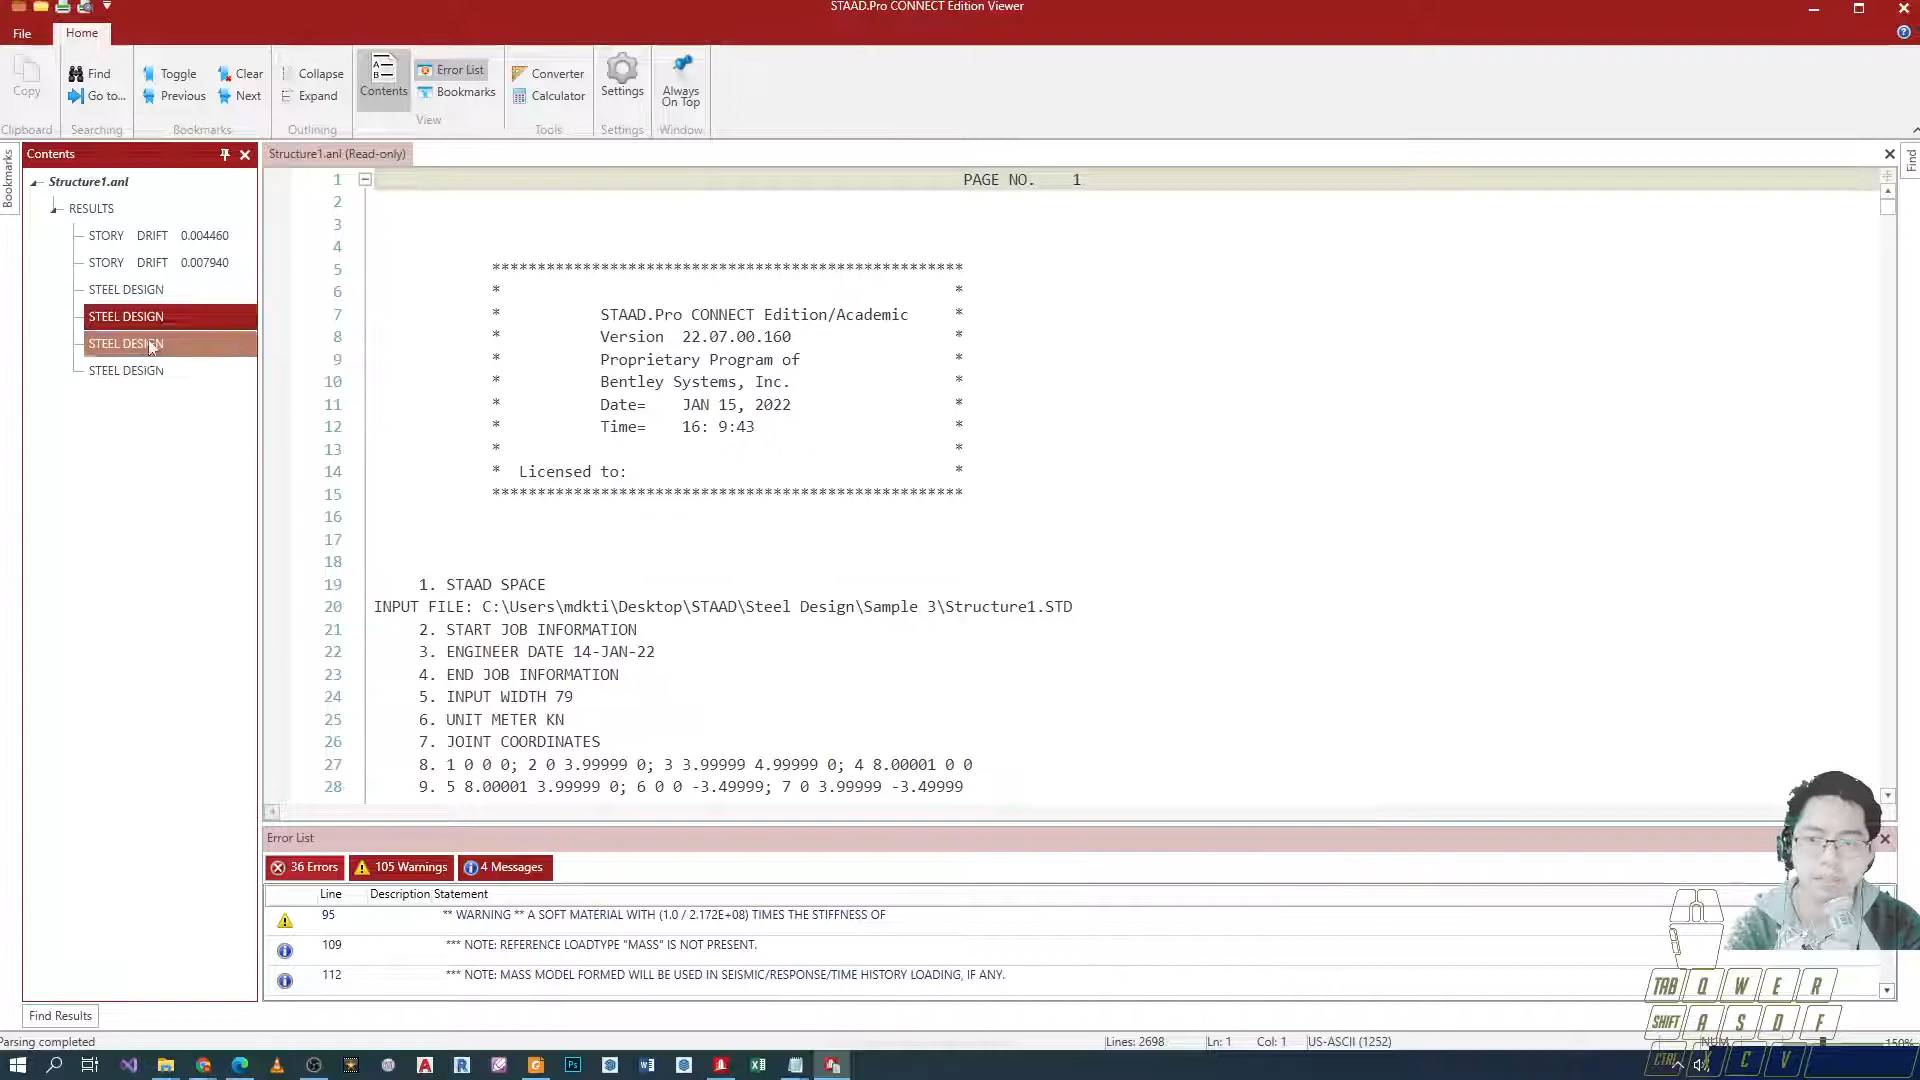 STAAD.Pro CONNECT Edition Viewer
File
Home
Copy
Clipboard
Find
Go to...
Searching
Toggle
Clear
Previous
Next
Bookmarks
Collapse
Expand
Outlining
Contents
Error List
Bookmarks
View
Converter
Calculator
Tools
Settings
Settings
Always
On Top
Window
Bookmarks
Contents
Structure1.anl
RESULTS
STORY DRIFT 0.004460
STORY DRIFT 0.007940
STEEL DESIGN
STEEL DESIGN
STEEL DESIGN
STEEL DESIGN
Structure1.anl (Read-only)
Find
1 PAGE NO. 1
2
3
4
5 ****************************************************
6 * *
7 * STAAD.Pro CONNECT Edition/Academic *
8 * Version 22.07.00.160 *
9 * Proprietary Program of *
10 * Bentley Systems, Inc. *
11 * Date= JAN 15, 2022 *
12 * Time= 16: 9:43 *
13 * *
14 * Licensed to: *
15 ****************************************************
16
17
18
19 1. STAAD SPACE
20 INPUT FILE: C:\Users\mdkti\Desktop\STAAD\Steel Design\Sample 3\Structure1.STD
21 2. START JOB INFORMATION
22 3. ENGINEER DATE 14-JAN-22
23 4. END JOB INFORMATION
24 5. INPUT WIDTH 79
25 6. UNIT METER KN
26 7. JOINT COORDINATES
27 8. 1 0 0 0; 2 0 3.99999 0; 3 3.99999 4.99999 0; 4 8.00001 0 0
28 9. 5 8.00001 3.99999 0; 6 0 0 -3.49999; 7 0 3.99999 -3.49999
Error List
36 Errors
105 Warnings
4 Messages
Line Description Statement
95 ** WARNING ** A SOFT MATERIAL WITH (1.0 / 2.172E+08) TIMES THE STIFFNESS OF
109 *** NOTE: REFERENCE LOADTYPE "MASS" IS NOT PRESENT.
112 *** NOTE: MASS MODEL FORMED WILL BE USED IN SEISMIC/RESPONSE/TIME HISTORY LOADING, IF ANY.
Find Results
Parsing completed
Lines: 2698
Ln: 1
Col: 1
US-ASCII (1252)
NUM
150%
TAB Q W E R
SHIFT A S D F
CTRL X C V